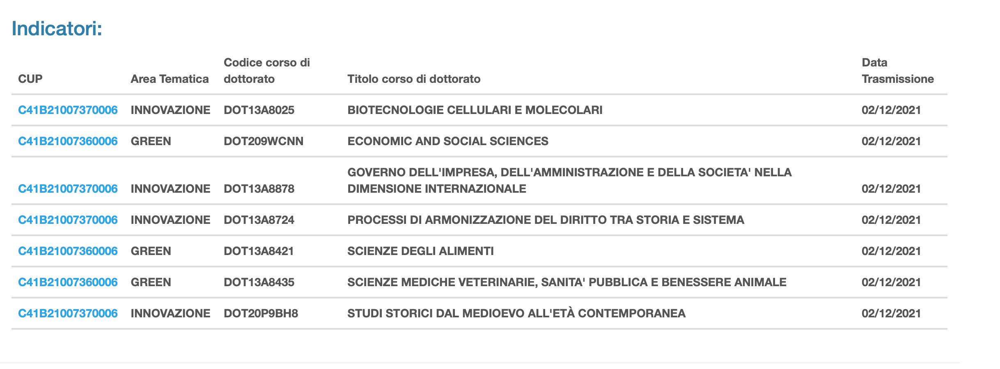 Indicatori:
CUP Area Tematica Codice corso di dottorato Titolo corso di dottorato Data Trasmissione
C41B21007370006 INNOVAZIONE DOT13A8025 BIOTECNOLOGIE CELLULARI E MOLECOLARI 02/12/2021
C41B21007360006 GREEN DOT209WCNN ECONOMIC AND SOCIAL SCIENCES 02/12/2021
C41B21007370006 INNOVAZIONE DOT13A8878 GOVERNO DELL'IMPRESA, DELL'AMMINISTRAZIONE E DELLA SOCIETA' NELLA DIMENSIONE INTERNAZIONALE 02/12/2021
C41B21007370006 INNOVAZIONE DOT13A8724 PROCESSI DI ARMONIZZAZIONE DEL DIRITTO TRA STORIA E SISTEMA 02/12/2021
C41B21007360006 GREEN DOT13A8421 SCIENZE DEGLI ALIMENTI 02/12/2021
C41B21007360006 GREEN DOT13A8435 SCIENZE MEDICHE VETERINARIE, SANITA' PUBBLICA E BENESSERE ANIMALE 02/12/2021
C41B21007370006 INNOVAZIONE DOT20P9BH8 STUDI STORICI DAL MEDIOEVO ALL'ETÀ CONTEMPORANEA 02/12/2021